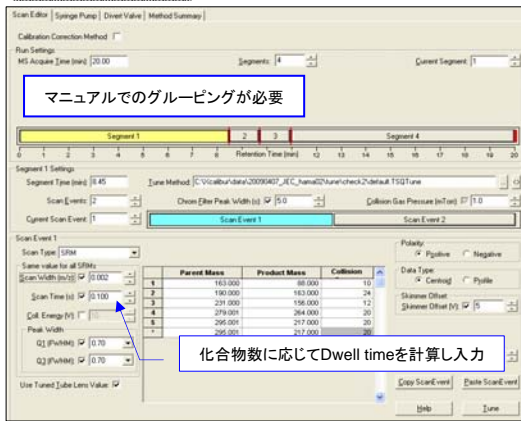 Scan Editor | Syringe Pump | Divert Valve | Method Summary
Calibration Correction Method:
Run Settings
MS Acquire Time (min): 20.00 Segments: 4 Current Segment: 1
マニュアルでのグルーピングが必要
Segment 1 2 3 Segment 4
0 1 2 3 4 5 6 7 8 Retention Time (min) 12 13 14 15 16 17 18 19 20
Segment 1 Settings
Segment Time (min): 8.45 Tune Method: C:\Xcalibur\data\20090407_JEC_hama02\tune\check2\default.TSQTune
Scan Events: 2 Chrom Filter Peak Width (s): 5.0 Collision Gas Pressure (mTorr): 1.0
Current Scan Event: 1 Scan Event 1 Scan Event 2
Scan Event 1
Scan Type: SRM
Same value for all SRMs
Scan Width (m/z): 0.002
Scan Time (s): 0.100
Coll. Energy (V): 10
Peak Width
Q1 (FWHM): 0.70
Q3 (FWHM): 0.70
Use Tuned Tube Lens Value:
Parent Mass Product Mass Collision
1 163.000 88.000 10
2 190.000 163.000 24
3 231.000 156.000 12
4 279.001 264.000 20
5 295.001 217.000 20
* 295.001 217.000 20
化合物数に応じてDwell timeを計算し入力
Polarity
Positive Negative
Data Type
Centroid Profile
Skimmer Offset
Skimmer Offset (V): 5
Copy ScanEvent Paste ScanEvent
Help Tune